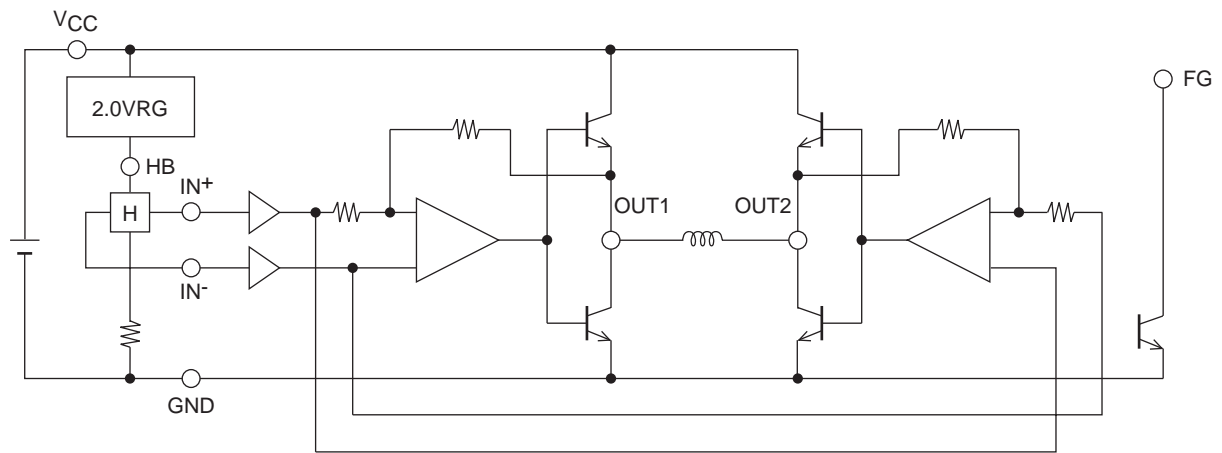 VCC
FG
2.0VRG
HB
IN+
H
OUT1
OUT2
IN-
GND